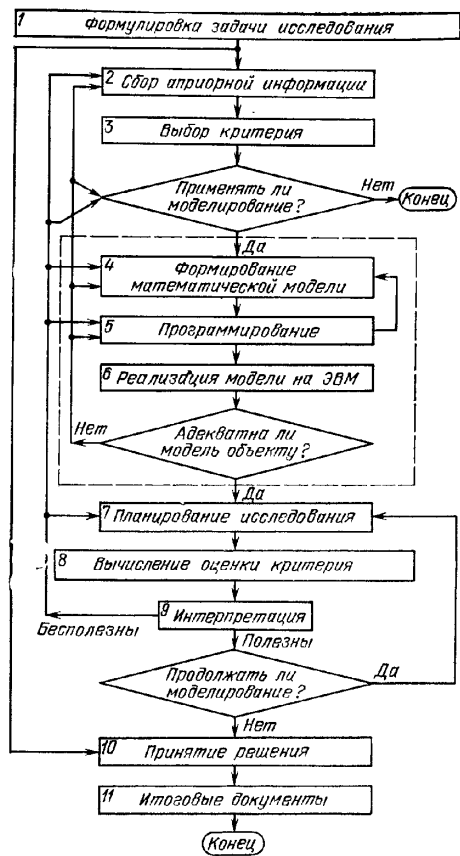 1 Формулировка задачи исследования
2 Сбор априорной информации
3 Выбор критерия
Применять ли
моделирование?
Нет
Конец
Да
4 Формирование
математической модели
5 Программирование
6 Реализация модели на ЭВМ
Нет
Адекватна ли
модель объекту?
Да
7 Планирование исследования
8 Вычисление оценки критерия
9 Интерпретация
Бесполезны
Полезны
Продолжать ли
моделирование?
Да
Нет
10 Принятие решения
11 Итоговые документы
Конец